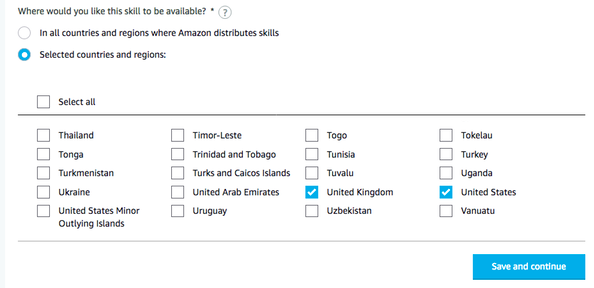 Where would you like this skill to be available? * ?
In all countries and regions where Amazon distributes skills
Selected countries and regions:
Select all
Thailand Timor-Leste Togo Tokelau
Tonga Trinidad and Tobago Tunisia Turkey
Turkmenistan Turks and Caicos Islands Tuvalu Uganda
Ukraine United Arab Emirates United Kingdom United States
United States Minor Uruguay Uzbekistan Vanuatu
Outlying Islands
Save and continue